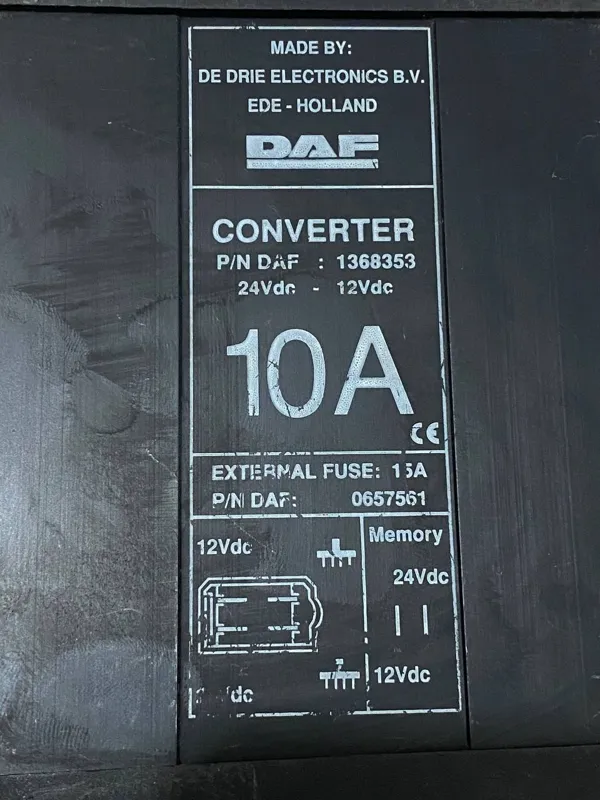 MADE BY:
DE DRIE ELECTRONICS B.V.
EDE - HOLLAND
DAF
CONVERTER
P/N DAF : 1368353
24Vdc - 12Vdc
10A
CE
EXTERNAL FUSE: 15A
P/N DAF: 0657561
12Vdc
Memory
24Vdc
12Vdc